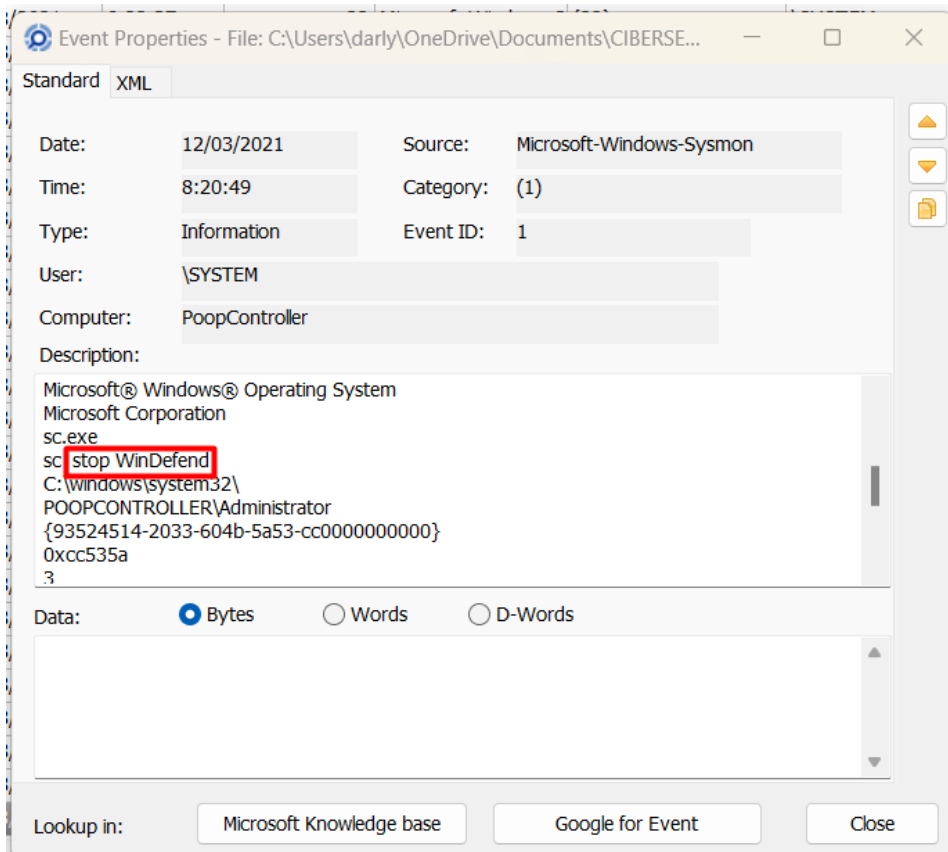 Event Properties - File: C:\Users\darly\OneDrive\Documents\CIBERSE...
Standard XML
Date: 12/03/2021 Source: Microsoft-Windows-Sysmon
Time: 8:20:49 Category: (1)
Type: Information Event ID: 1
User: \SYSTEM
Computer: PoopController
Description:
Microsoft® Windows® Operating System
Microsoft Corporation
sc.exe
sc stop WinDefend
C:\windows\system32\
POOPCONTROLLER\Administrator
{93524514-2033-604b-5a53-cc0000000000}
0xcc535a
3
Data: Bytes Words D-Words
Lookup in: Microsoft Knowledge base Google for Event Close